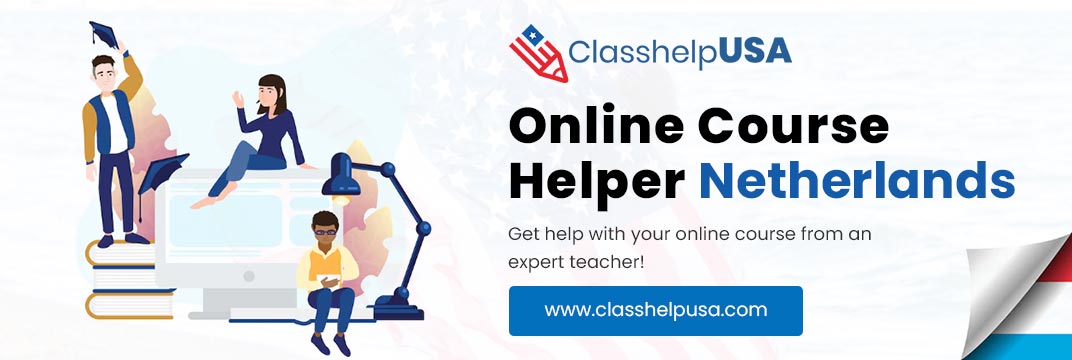 ClasshelpUSA
Online Course
Helper Netherlands
Get help with your online course from an
expert teacher!
www.classhelpusa.com